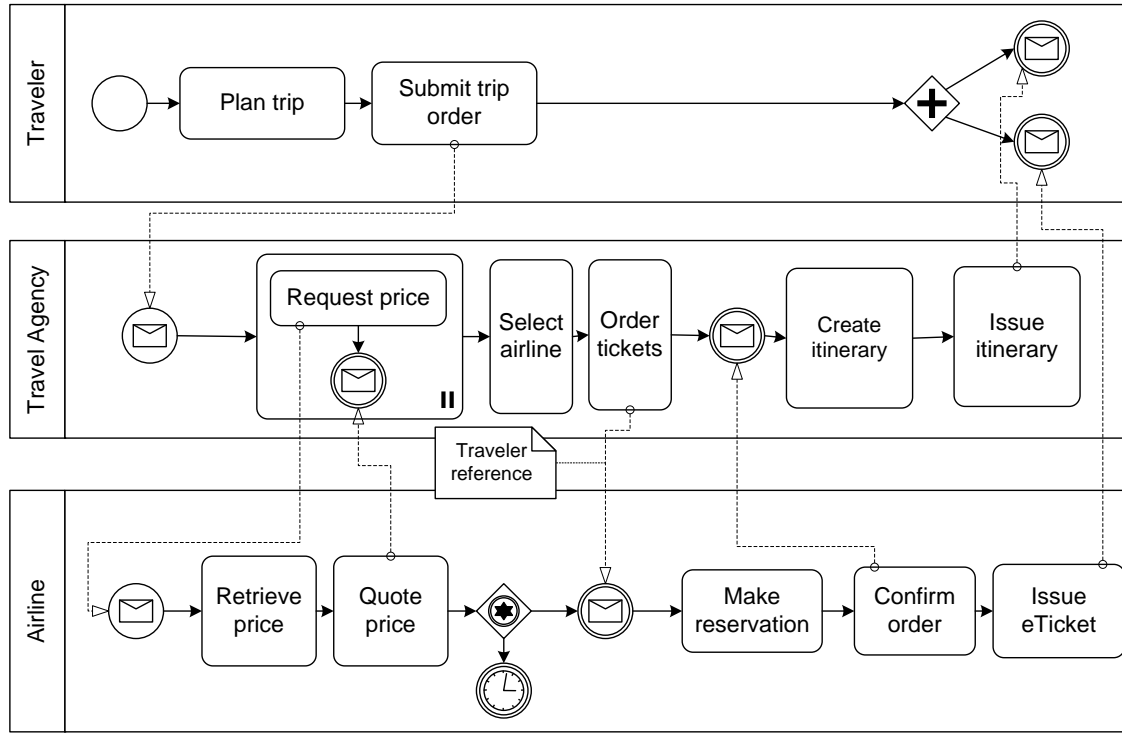 Traveler
Plan trip
Submit trip
order
Travel Agency
Request price
Select
airline
Order
tickets
Create
itinerary
Issue
itinerary
Traveler
reference
Airline
Retrieve
price
Quote
price
Make
reservation
Confirm
order
Issue
eTicket